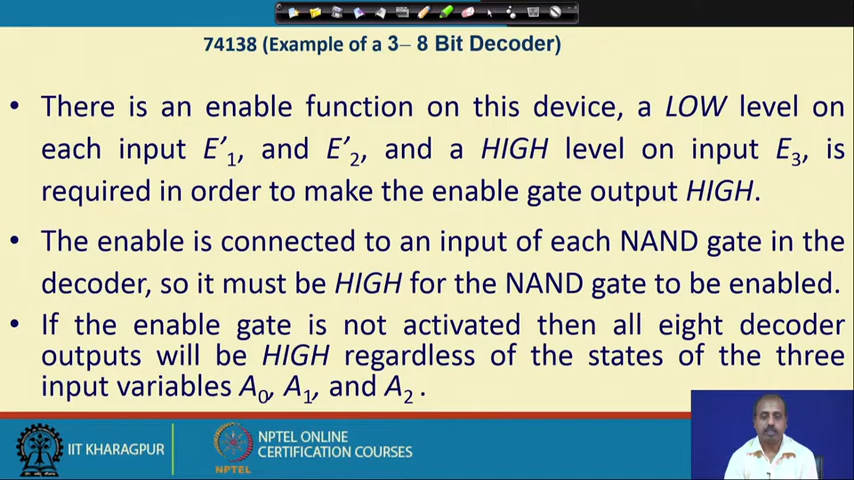 74138 (Example of a 3– 8 Bit Decoder)
• There is an enable function on this device, a LOW level on
each input E’1, and E’2, and a HIGH level on input E3, is
required in order to make the enable gate output HIGH.
• The enable is connected to an input of each NAND gate in the
decoder, so it must be HIGH for the NAND gate to be enabled.
• If the enable gate is not activated then all eight decoder
outputs will be HIGH regardless of the states of the three
input variables A0, A1, and A2 .
IIT KHARAGPUR
NPTEL
NPTEL ONLINE
CERTIFICATION COURSES